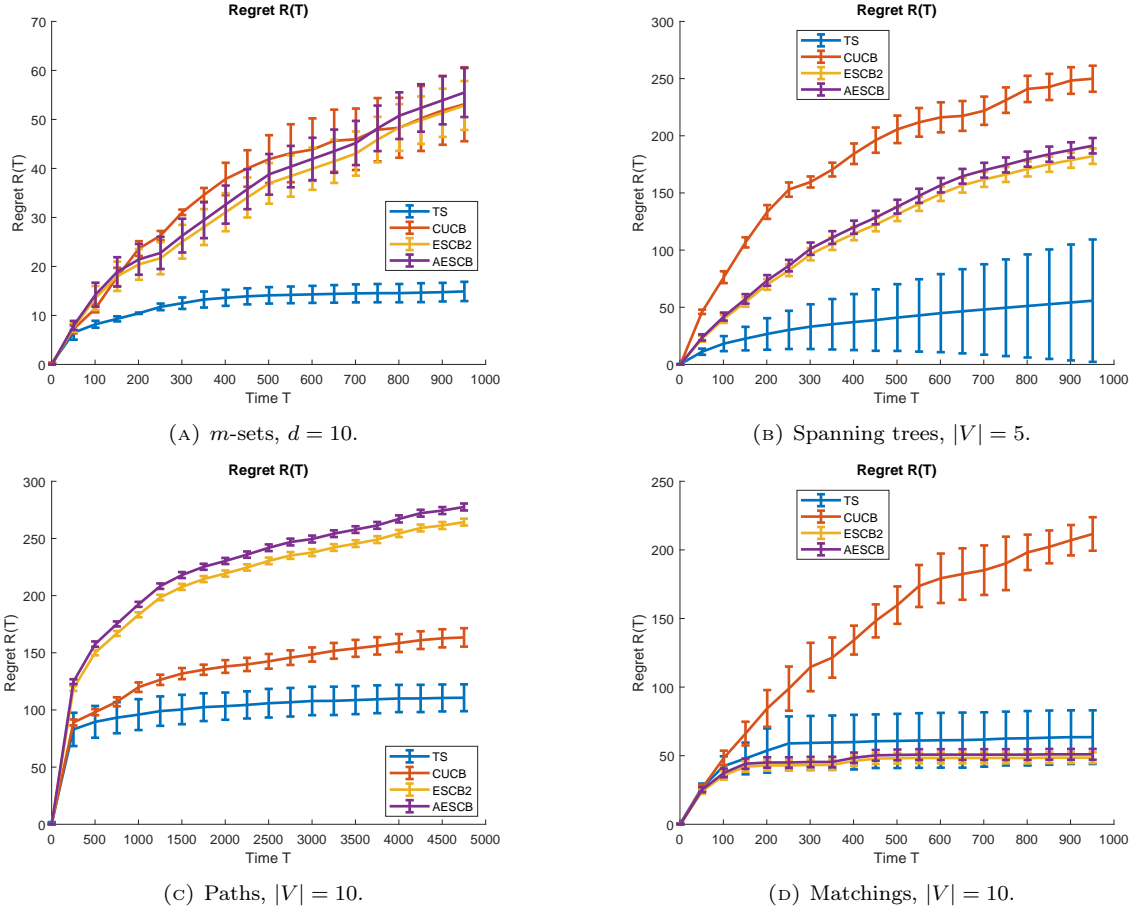 Regret R(T)
Regret R(T)
70
60
50
40
30
20
10
0
TS
CUCB
ESCB2
AESCB
0 100 200 300 400 500 600 700 800 900 1000
Time T
(A) m-sets, d = 10.
Regret R(T)
Regret R(T)
300
250
200
150
100
50
0
TS
CUCB
ESCB2
AESCB
0 100 200 300 400 500 600 700 800 900 1000
Time T
(B) Spanning trees, |V| = 5.
Regret R(T)
Regret R(T)
300
250
200
150
100
50
0
TS
CUCB
ESCB2
AESCB
0 500 1000 1500 2000 2500 3000 3500 4000 4500 5000
Time T
(C) Paths, |V| = 10.
Regret R(T)
Regret R(T)
250
200
150
100
50
0
TS
CUCB
ESCB2
AESCB
0 100 200 300 400 500 600 700 800 900 1000
Time T
(D) Matchings, |V| = 10.